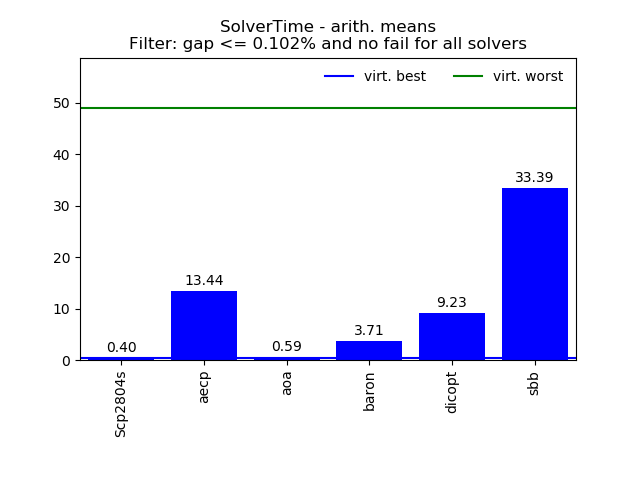 SolverTime - arith. means
Filter: gap <= 0.102% and no fail for all solvers
virt. best
virt. worst
50
40
30
20
10
0
0.40
13.44
0.59
3.71
9.23
33.39
Scp2804s
aecp
aoa
baron
dicopt
sbb